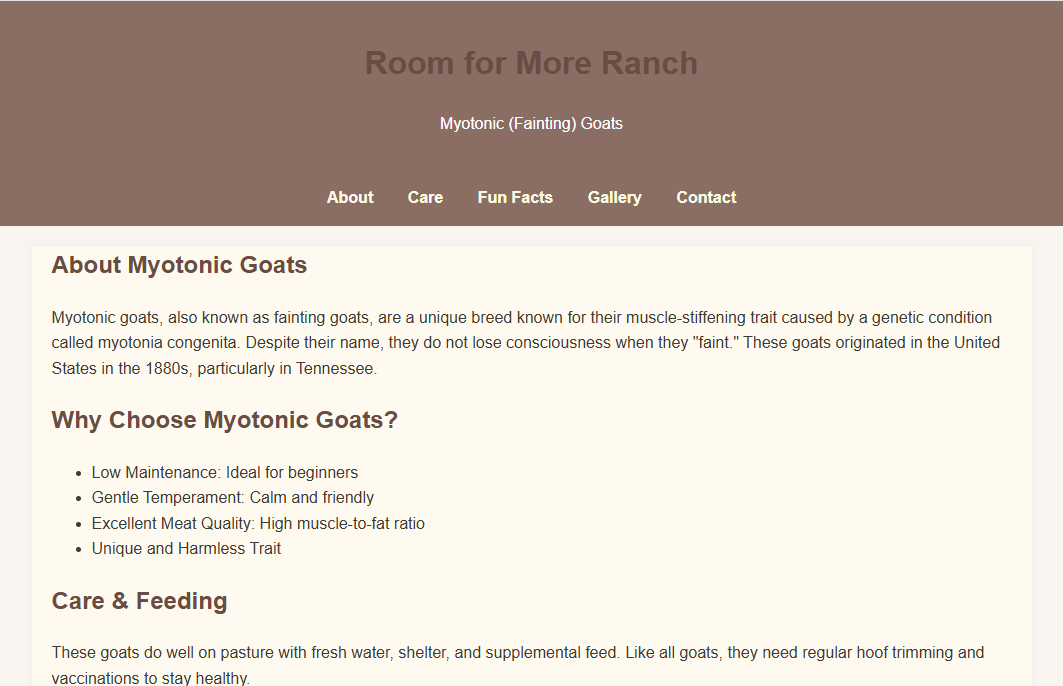 Room for More Ranch
Myotonic (Fainting) Goats
About Care Fun Facts Gallery Contact
About Myotonic Goats
Myotonic goats, also known as fainting goats, are a unique breed known for their muscle-stiffening trait caused by a genetic condition
called myotonia congenita. Despite their name, they do not lose consciousness when they "faint." These goats originated in the United
States in the 1880s, particularly in Tennessee.
Why Choose Myotonic Goats?
• Low Maintenance: Ideal for beginners
• Gentle Temperament: Calm and friendly
• Excellent Meat Quality: High muscle-to-fat ratio
• Unique and Harmless Trait
Care & Feeding
These goats do well on pasture with fresh water, shelter, and supplemental feed. Like all goats, they need regular hoof trimming and
vaccinations to stay healthy.